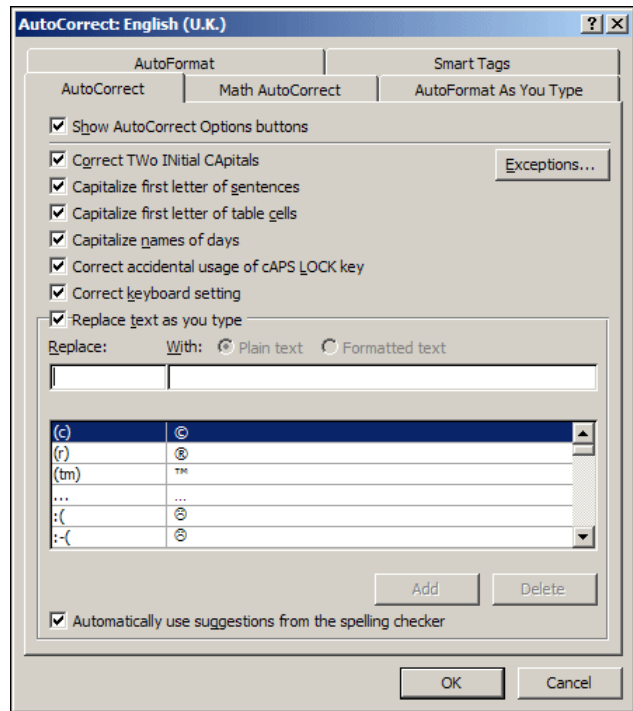 AutoCorrect: English (U.K.)
AutoFormat Smart Tags
AutoCorrect Math AutoCorrect AutoFormat As You Type
Show AutoCorrect Options buttons
Correct TWo INitial CApitals Exceptions...
Capitalize first letter of sentences
Capitalize first letter of table cells
Capitalize names of days
Correct accidental usage of cAPS LOCK key
Correct keyboard setting
Replace text as you type
Replace: With: Plain text Formatted text
(c) ©
(r) ®
(tm) ™
... ...
:( ☹
:-( ☹
Add Delete
Automatically use suggestions from the spelling checker
OK Cancel